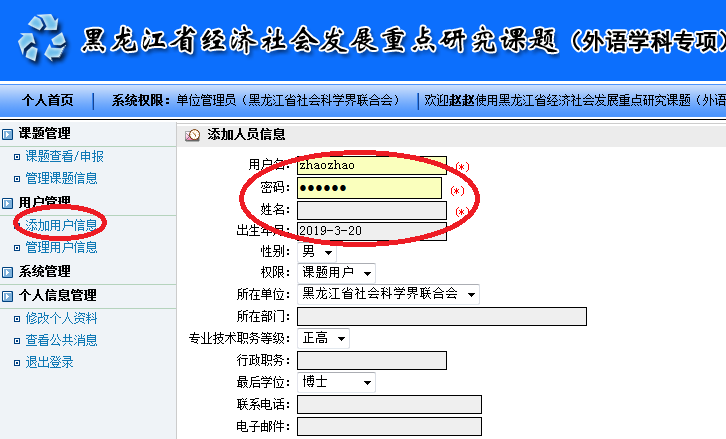 黑龙江省经济社会发展重点研究课题（外语学科专项）
个人首页 系统权限：单位管理员（黑龙江省社会科学界联合会） 欢迎赵赵使用黑龙江省经济社会发展重点研究课题（外语
课题管理
课题查看/申报
管理课题信息
用户管理
添加用户信息
管理用户信息
系统管理
个人信息管理
修改个人资料
查看公共消息
退出登录
添加人员信息
用户名： zhaozhao (*)
密码： ●●●●●● (*)
姓名： (*)
出生年月： 2019-3-20
性别： 男
权限： 课题用户
所在单位： 黑龙江省社会科学界联合会
所在部门：
专业技术职务等级： 正高
行政职务：
最后学位： 博士
联系电话：
电子邮件：